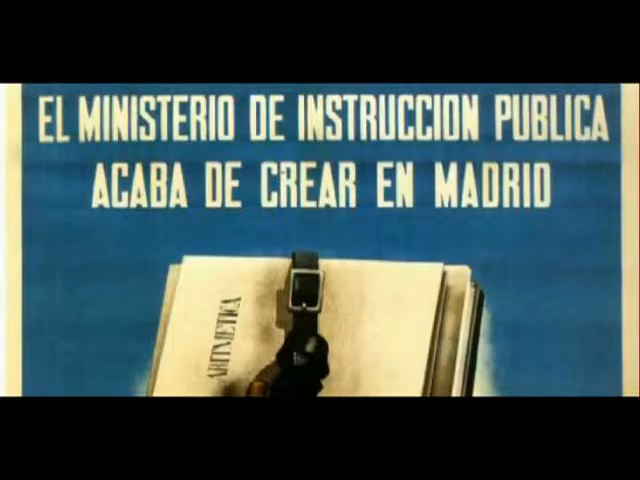 EL MINISTERIO DE INSTRUCCION PUBLICA
ACABA DE CREAR EN MADRID
ARITMETICA